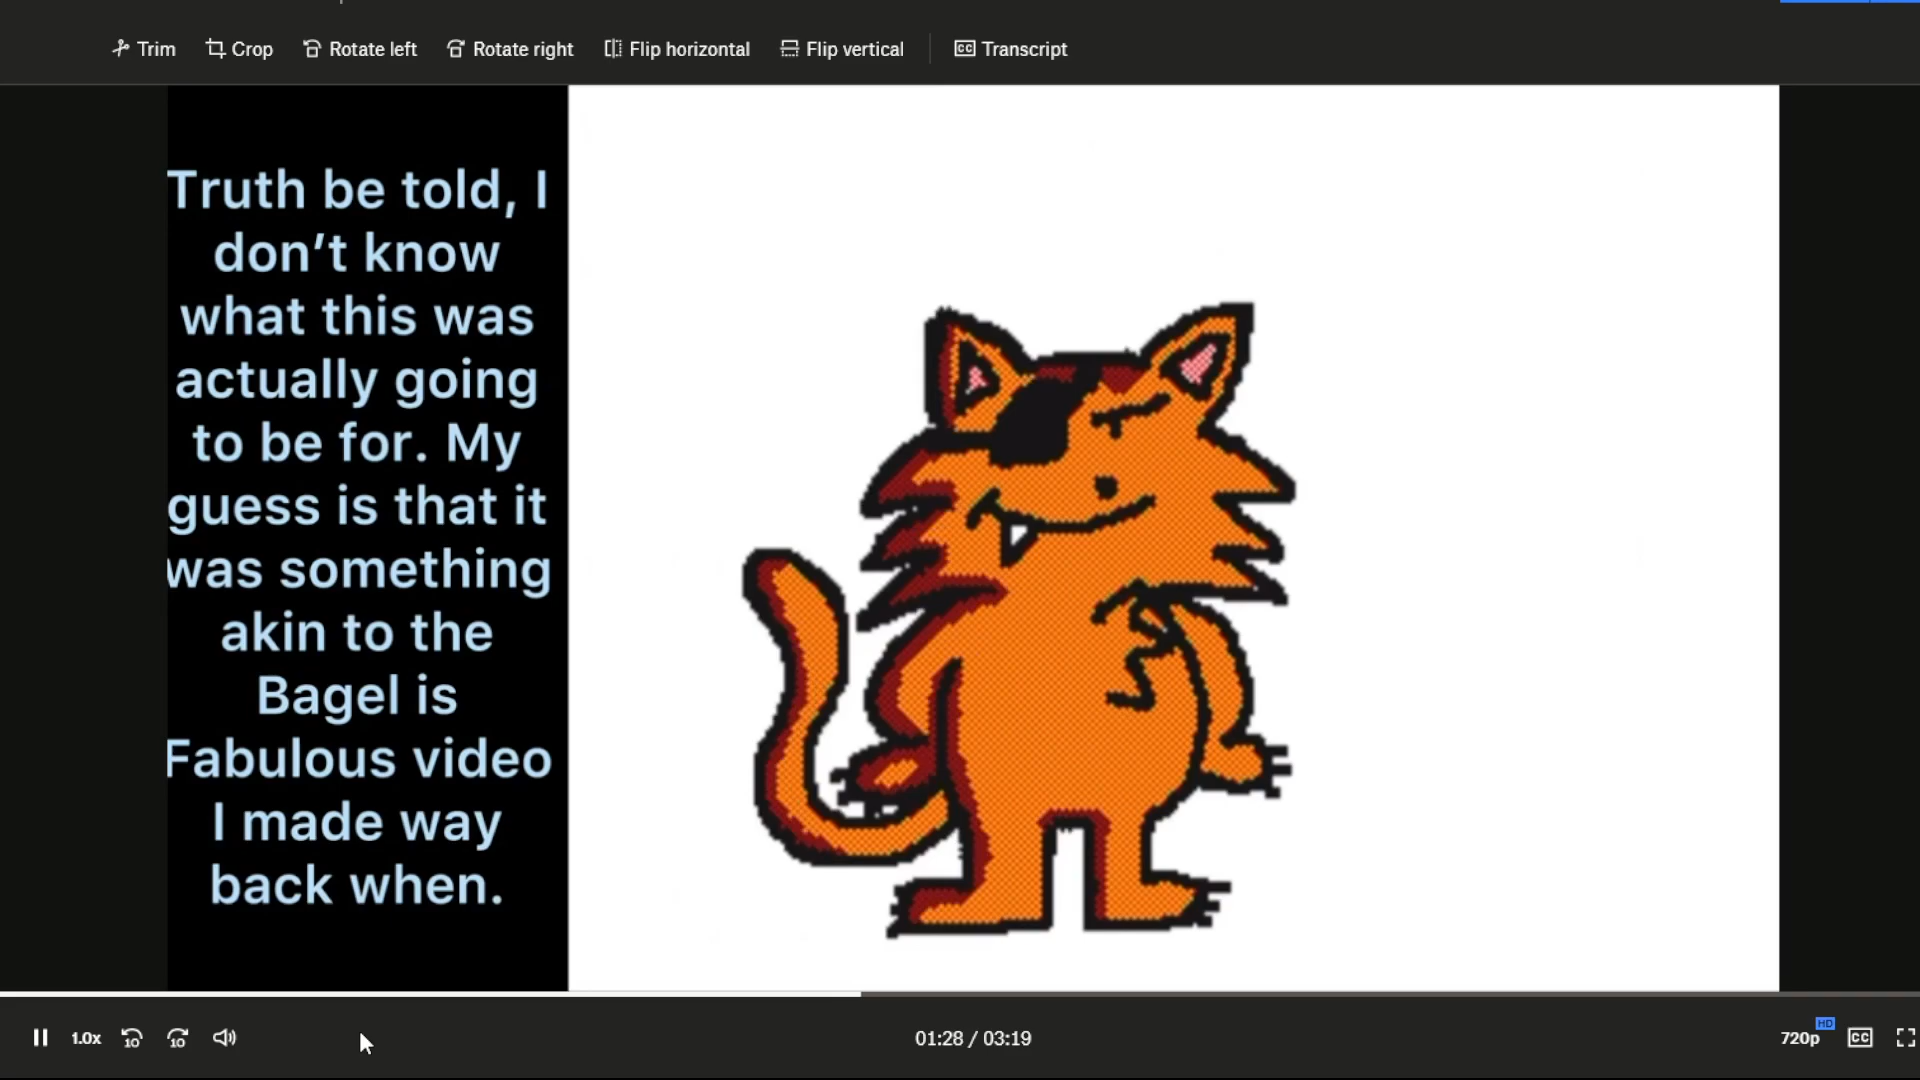 Trim Crop Rotate left Rotate right Flip horizontal Flip vertical CC Transcript
Truth be told, I
don't know
what this was
actually going
to be for. My
guess is that it
was something
akin to the
Bagel is
Fabulous video
I made way
back when.
1.0x 10 10 01:28 / 03:19 720p HD CC